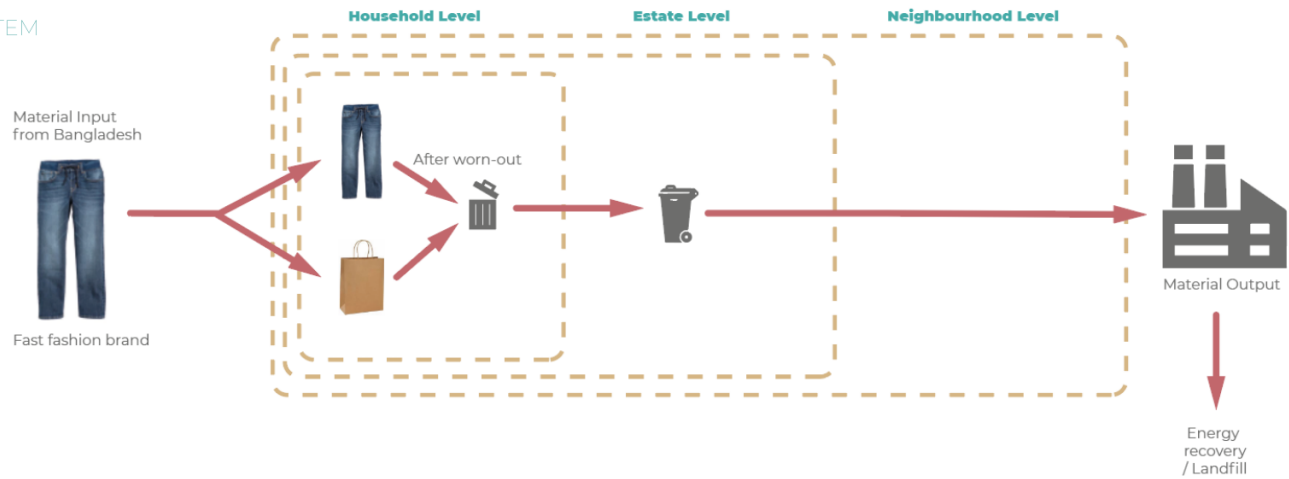 TEM
Household Level
Estate Level
Neighbourhood Level
Material Input
from Bangladesh
After worn-out
Fast fashion brand
Material Output
Energy
recovery
/ Landfill